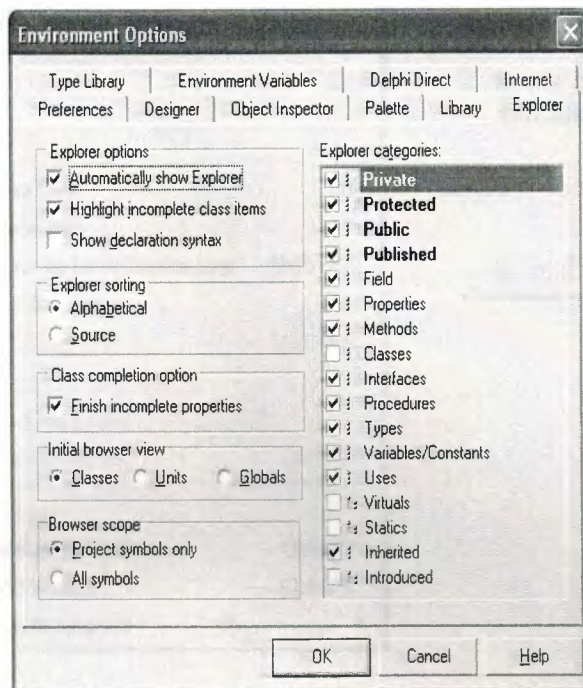 Environment Options
Type Library Environment Variables Delphi Direct Internet
Preferences Designer Object Inspector Palette Library Explorer
Explorer options
Automatically show Explorer
Highlight incomplete class items
Show declaration syntax
Explorer sorting
Alphabetical
Source
Class completion option
Finish incomplete properties
Initial browser view
Classes Units Globals
Browser scope
Project symbols only
All symbols
Explorer categories:
Private
Protected
Public
Published
Field
Properties
Methods
Classes
Interfaces
Procedures
Types
Variables/Constants
Uses
Virtuals
Statics
Inherited
Introduced
OK Cancel Help